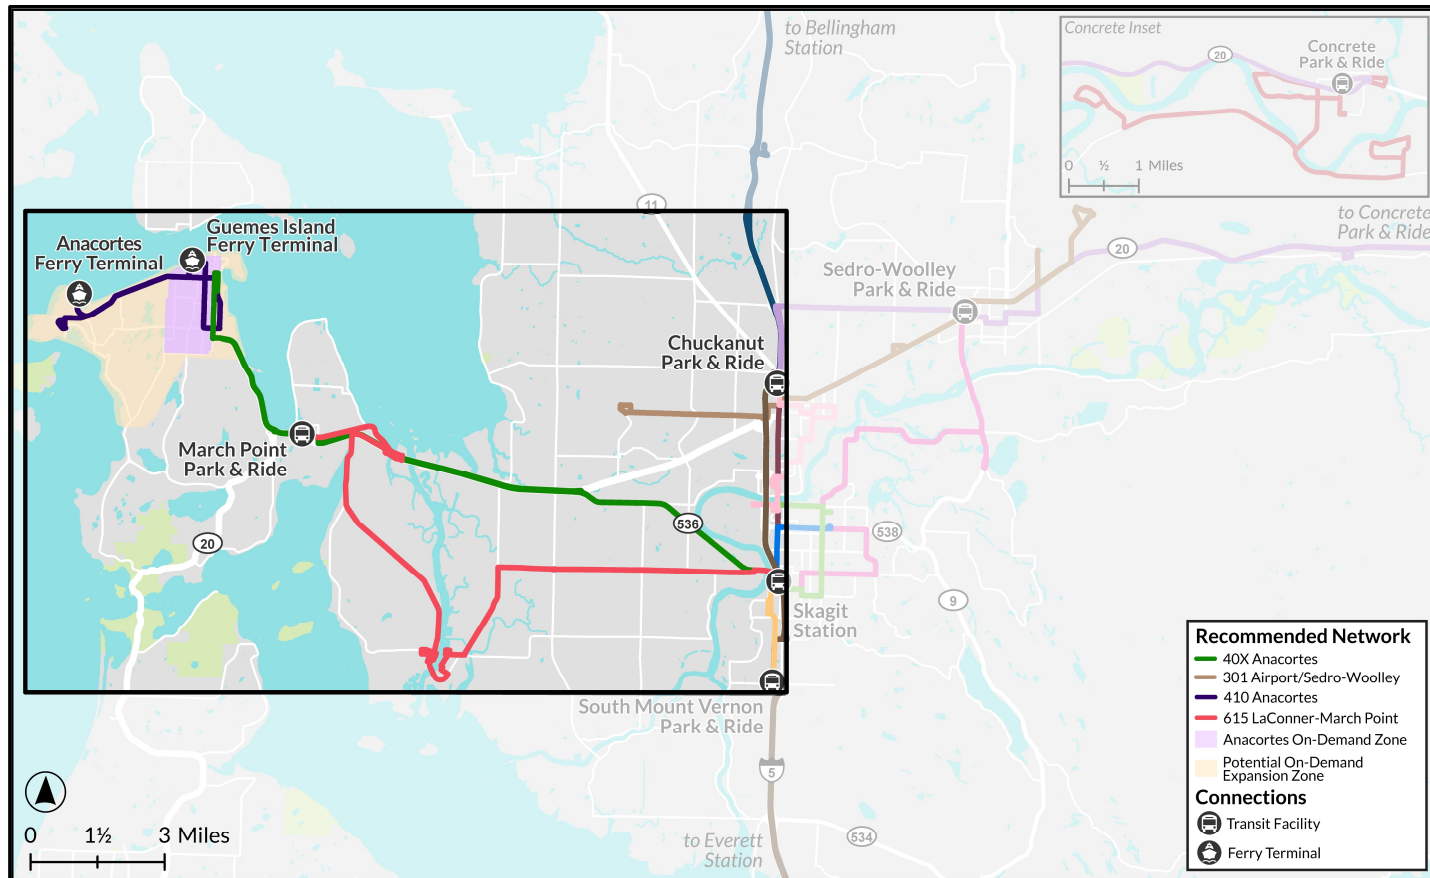 to Bellingham
Station
Concrete Inset
20
Concrete
Park & Ride
0 ½ 1 Miles
11
to Concrete
Park & Ride
20
Guemes Island
Ferry Terminal
Anacortes
Ferry Terminal
Sedro-Woolley
Park & Ride
Chuckanut
Park & Ride
March Point
Park & Ride
536
20
538
9
Skagit
Station
South Mount Vernon
Park & Ride
5
534
to Everett
Station
0 1½ 3 Miles
Recommended Network
40X Anacortes
301 Airport/Sedro-Woolley
410 Anacortes
615 LaConner-March Point
Anacortes On-Demand Zone
Potential On-Demand
Expansion Zone
Connections
Transit Facility
Ferry Terminal